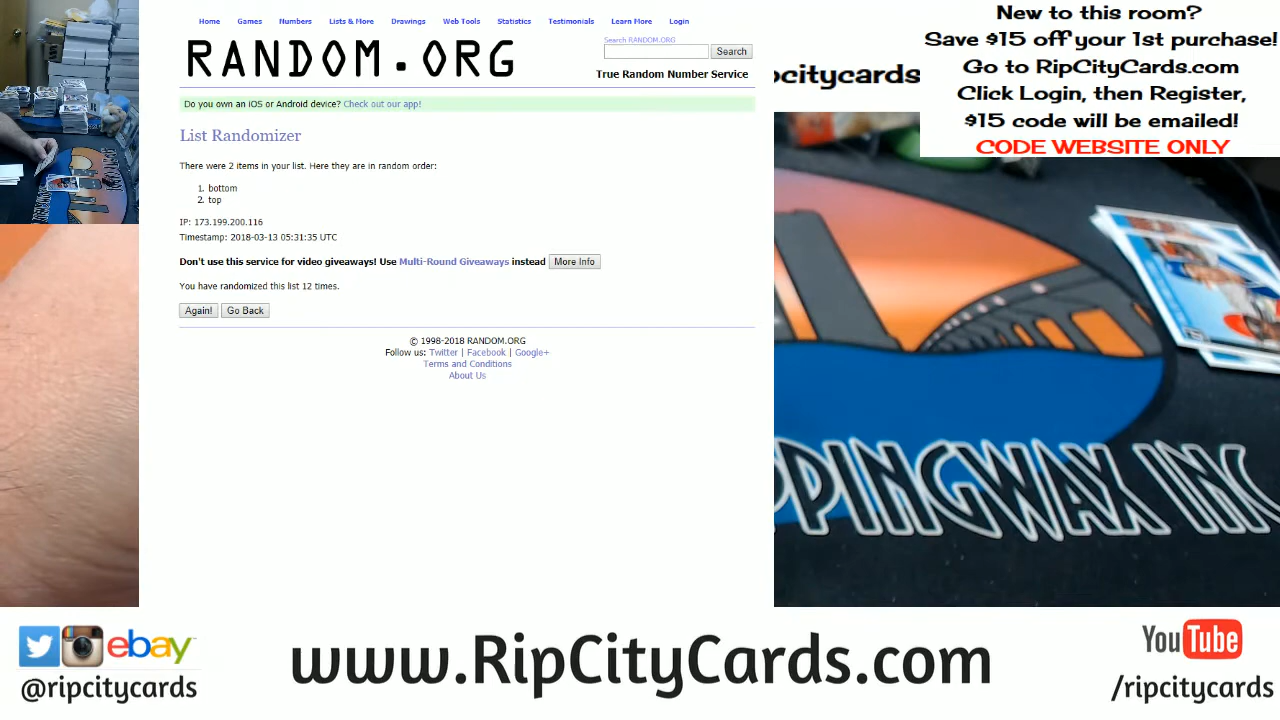 Home Games Numbers Lists & More Drawings Web Tools Statistics Testimonials Learn More Login
RANDOM.ORG
Search RANDOM.ORG
Search
True Random Number Service
Do you own an iOS or Android device? Check out our app!
List Randomizer
There were 2 items in your list. Here they are in random order:
1. bottom
2. top
IP: 173.199.200.116
Timestamp: 2018-03-13 05:31:35 UTC
Don't use this service for video giveaways! Use Multi-Round Giveaways instead More Info
You have randomized this list 12 times.
Again! Go Back
© 1998-2018 RANDOM.ORG
Follow us: Twitter | Facebook | Google+
Terms and Conditions
About Us
pcitycards
New to this room?
Save $15 off your 1st purchase!
Go to RipCityCards.com
Click Login, then Register,
$15 code will be emailed!
CODE WEBSITE ONLY
PPINGWAX INC
ebay
@ripcitycards
www.RipCityCards.com
YouTube
/ripcitycards